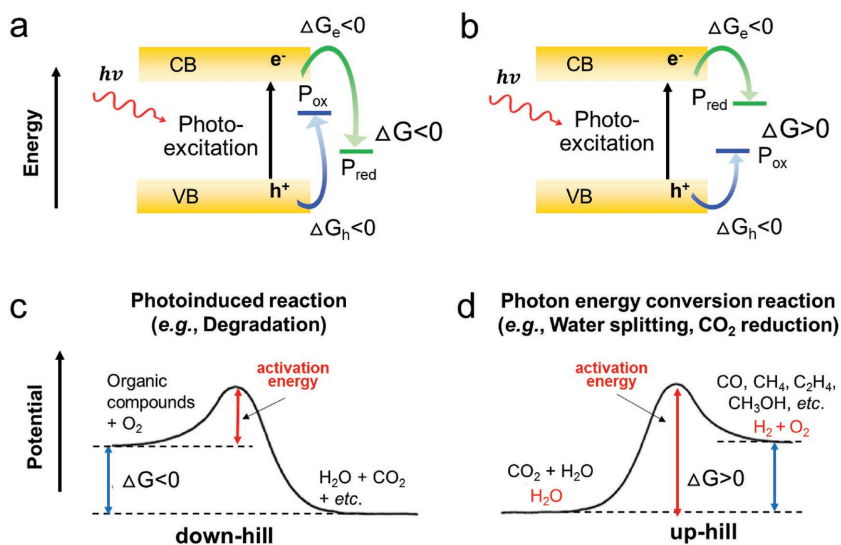 a
ΔGe<0
CB
e-
hν
Pox
Photo-
excitation
ΔG<0
Pred
Energy
VB
h+
ΔGh<0
b
ΔGe<0
CB
e-
hν
Pred
Photo-
excitation
ΔG>0
Pox
VB
h+
ΔGh<0
c
Photoinduced reaction
(e.g., Degradation)
activation
energy
Organic
compounds
+ O2
Potential
ΔG<0
H2O + CO2
+ etc.
down-hill
d
Photon energy conversion reaction
(e.g., Water splitting, CO2 reduction)
activation
energy
CO, CH4, C2H4,
CH3OH, etc.
H2 + O2
CO2 + H2O
H2O
ΔG>0
up-hill